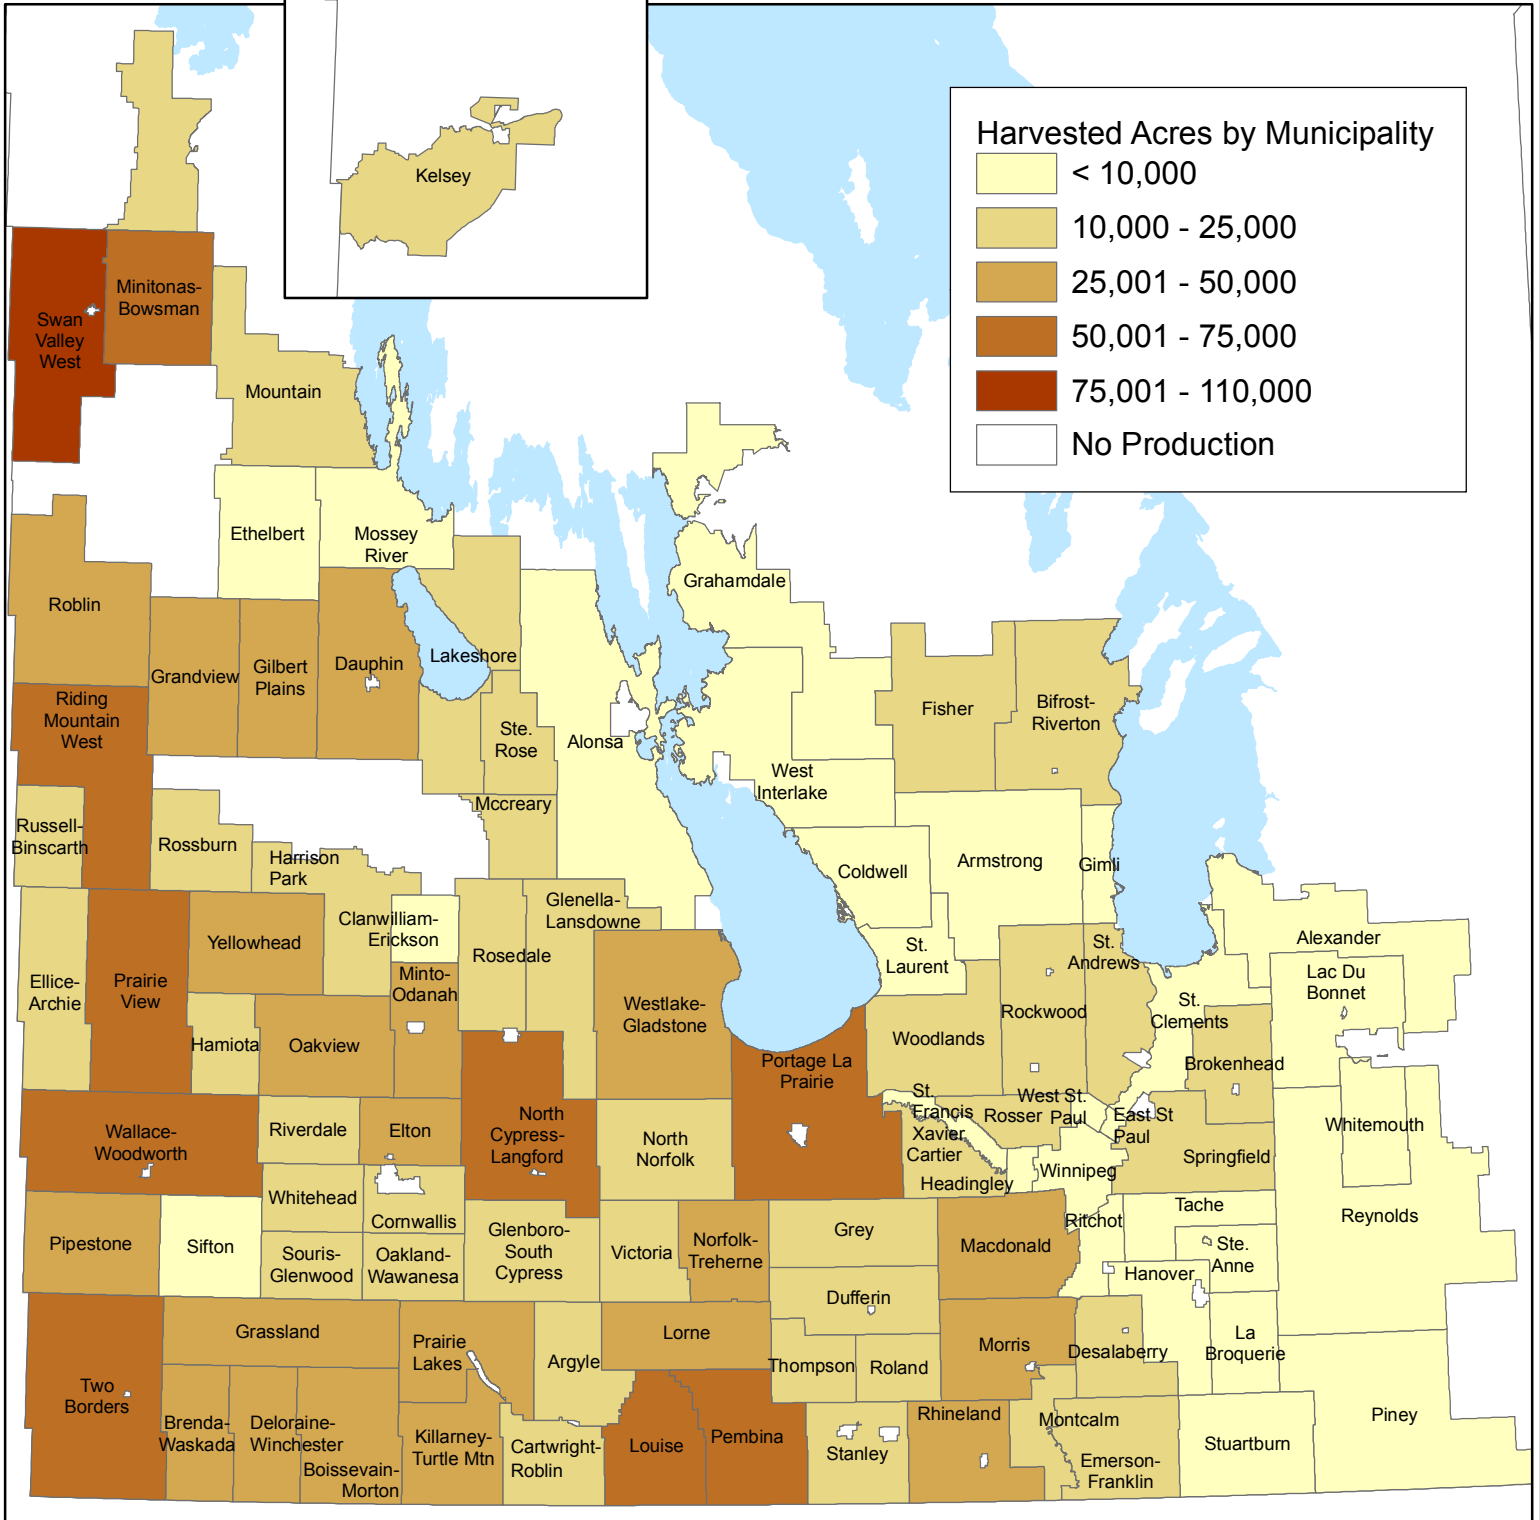 Kelsey
Harvested Acres by Municipality
< 10,000
10,000 - 25,000
25,001 - 50,000
50,001 - 75,000
75,001 - 110,000
No Production
Minitonas-
Bowsman
Swan
Valley
West
Mountain
Ethelbert
Mossey
River
Grahamdale
Roblin
Grandview
Gilbert
Plains
Dauphin
Lakeshore
Riding
Mountain
West
Ste.
Rose
Alonsa
Fisher
Bifrost-
Riverton
West
Interlake
Mccreary
Russell-
Binscarth
Rossburn
Harrison
Park
Coldwell
Armstrong
Gimli
Clanwilliam-
Erickson
Glenella-
Lansdowne
Yellowhead
Rosedale
St.
Laurent
St.
Andrews
Alexander
Ellice-
Archie
Prairie
View
Minto-
Odanah
Westlake-
Gladstone
Lac Du
Bonnet
St.
Clements
Hamiota
Oakview
Woodlands
Rockwood
Brokenhead
Portage La
Prairie
Wallace-
Woodworth
Riverdale
Elton
North
Cypress-
Langford
North
Norfolk
St.
Francis
Xavier
Cartier
Rosser
West St.
Paul
East St
Paul
Whitemouth
Springfield
Winnipeg
Headingley
Whitehead
Cornwallis
Tache
Ritchot
Reynolds
Pipestone
Sifton
Souris-
Glenwood
Oakland-
Wawanesa
Glenboro-
South
Cypress
Victoria
Norfolk-
Treherne
Grey
Macdonald
Ste.
Anne
Hanover
Dufferin
Grassland
Prairie
Lakes
Argyle
Lorne
Thompson
Roland
Morris
Desalaberry
La
Broquerie
Two
Borders
Brenda-
Waskada
Deloraine-
Winchester
Boissevain-
Morton
Killarney-
Turtle Mtn
Cartwright-
Roblin
Louise
Pembina
Stanley
Rhineland
Montcalm
Emerson-
Franklin
Stuartburn
Piney